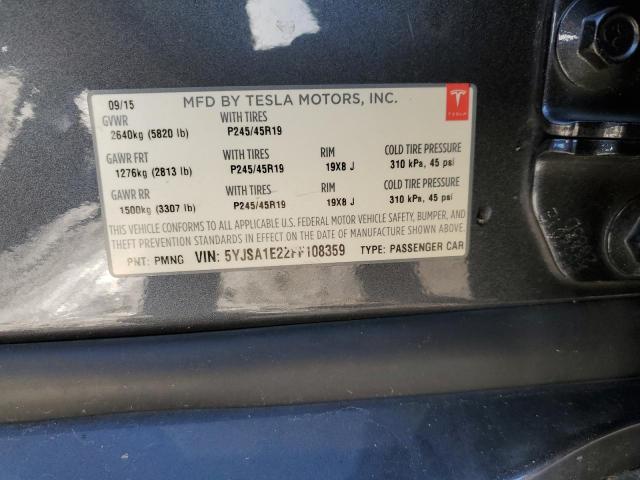 09/15 MFD BY TESLA MOTORS, INC.
GVWR WITH TIRES
2640kg (5820 lb) P245/45R19
GAWR FRT WITH TIRES RIM COLD TIRE PRESSURE
1276kg (2813 lb) P245/45R19 19X8 J 310 kPa, 45 psi
GAWR RR WITH TIRES RIM COLD TIRE PRESSURE
1500kg (3307 lb) P245/45R19 19X8 J 310 kPa, 45 psi
THIS VEHICLE CONFORMS TO ALL APPLICABLE U.S. FEDERAL MOTOR VEHICLE SAFETY, BUMPER, AND
THEFT PREVENTION STANDARDS IN EFFECT ON THE DATE OF MANUFACTURE SHOWN ABOVE.
PNT: PMNG VIN: 5YJSA1E22FF108359 TYPE: PASSENGER CAR
TESLA